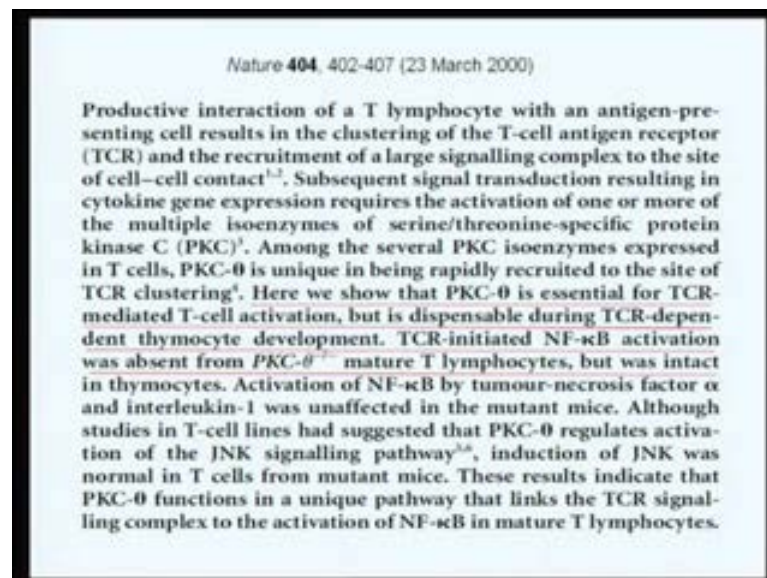 Nature 404, 402-407 (23 March 2000)
Productive interaction of a T lymphocyte with an antigen-pre-
senting cell results in the clustering of the T-cell antigen receptor
(TCR) and the recruitment of a large signalling complex to the site
of cell–cell contact¹,². Subsequent signal transduction resulting in
cytokine gene expression requires the activation of one or more of
the multiple isoenzymes of serine/threonine-specific protein
kinase C (PKC)³. Among the several PKC isoenzymes expressed
in T cells, PKC-θ is unique in being rapidly recruited to the site of
TCR clustering⁴. Here we show that PKC-θ is essential for TCR-
mediated T-cell activation, but is dispensable during TCR-depen-
dent thymocyte development. TCR-initiated NF-κB activation
was absent from PKC-θ⁻/⁻ mature T lymphocytes, but was intact
in thymocytes. Activation of NF-κB by tumour-necrosis factor α
and interleukin-1 was unaffected in the mutant mice. Although
studies in T-cell lines had suggested that PKC-θ regulates activa-
tion of the JNK signalling pathway⁵,⁶, induction of JNK was
normal in T cells from mutant mice. These results indicate that
PKC-θ functions in a unique pathway that links the TCR signal-
ling complex to the activation of NF-κB in mature T lymphocytes.